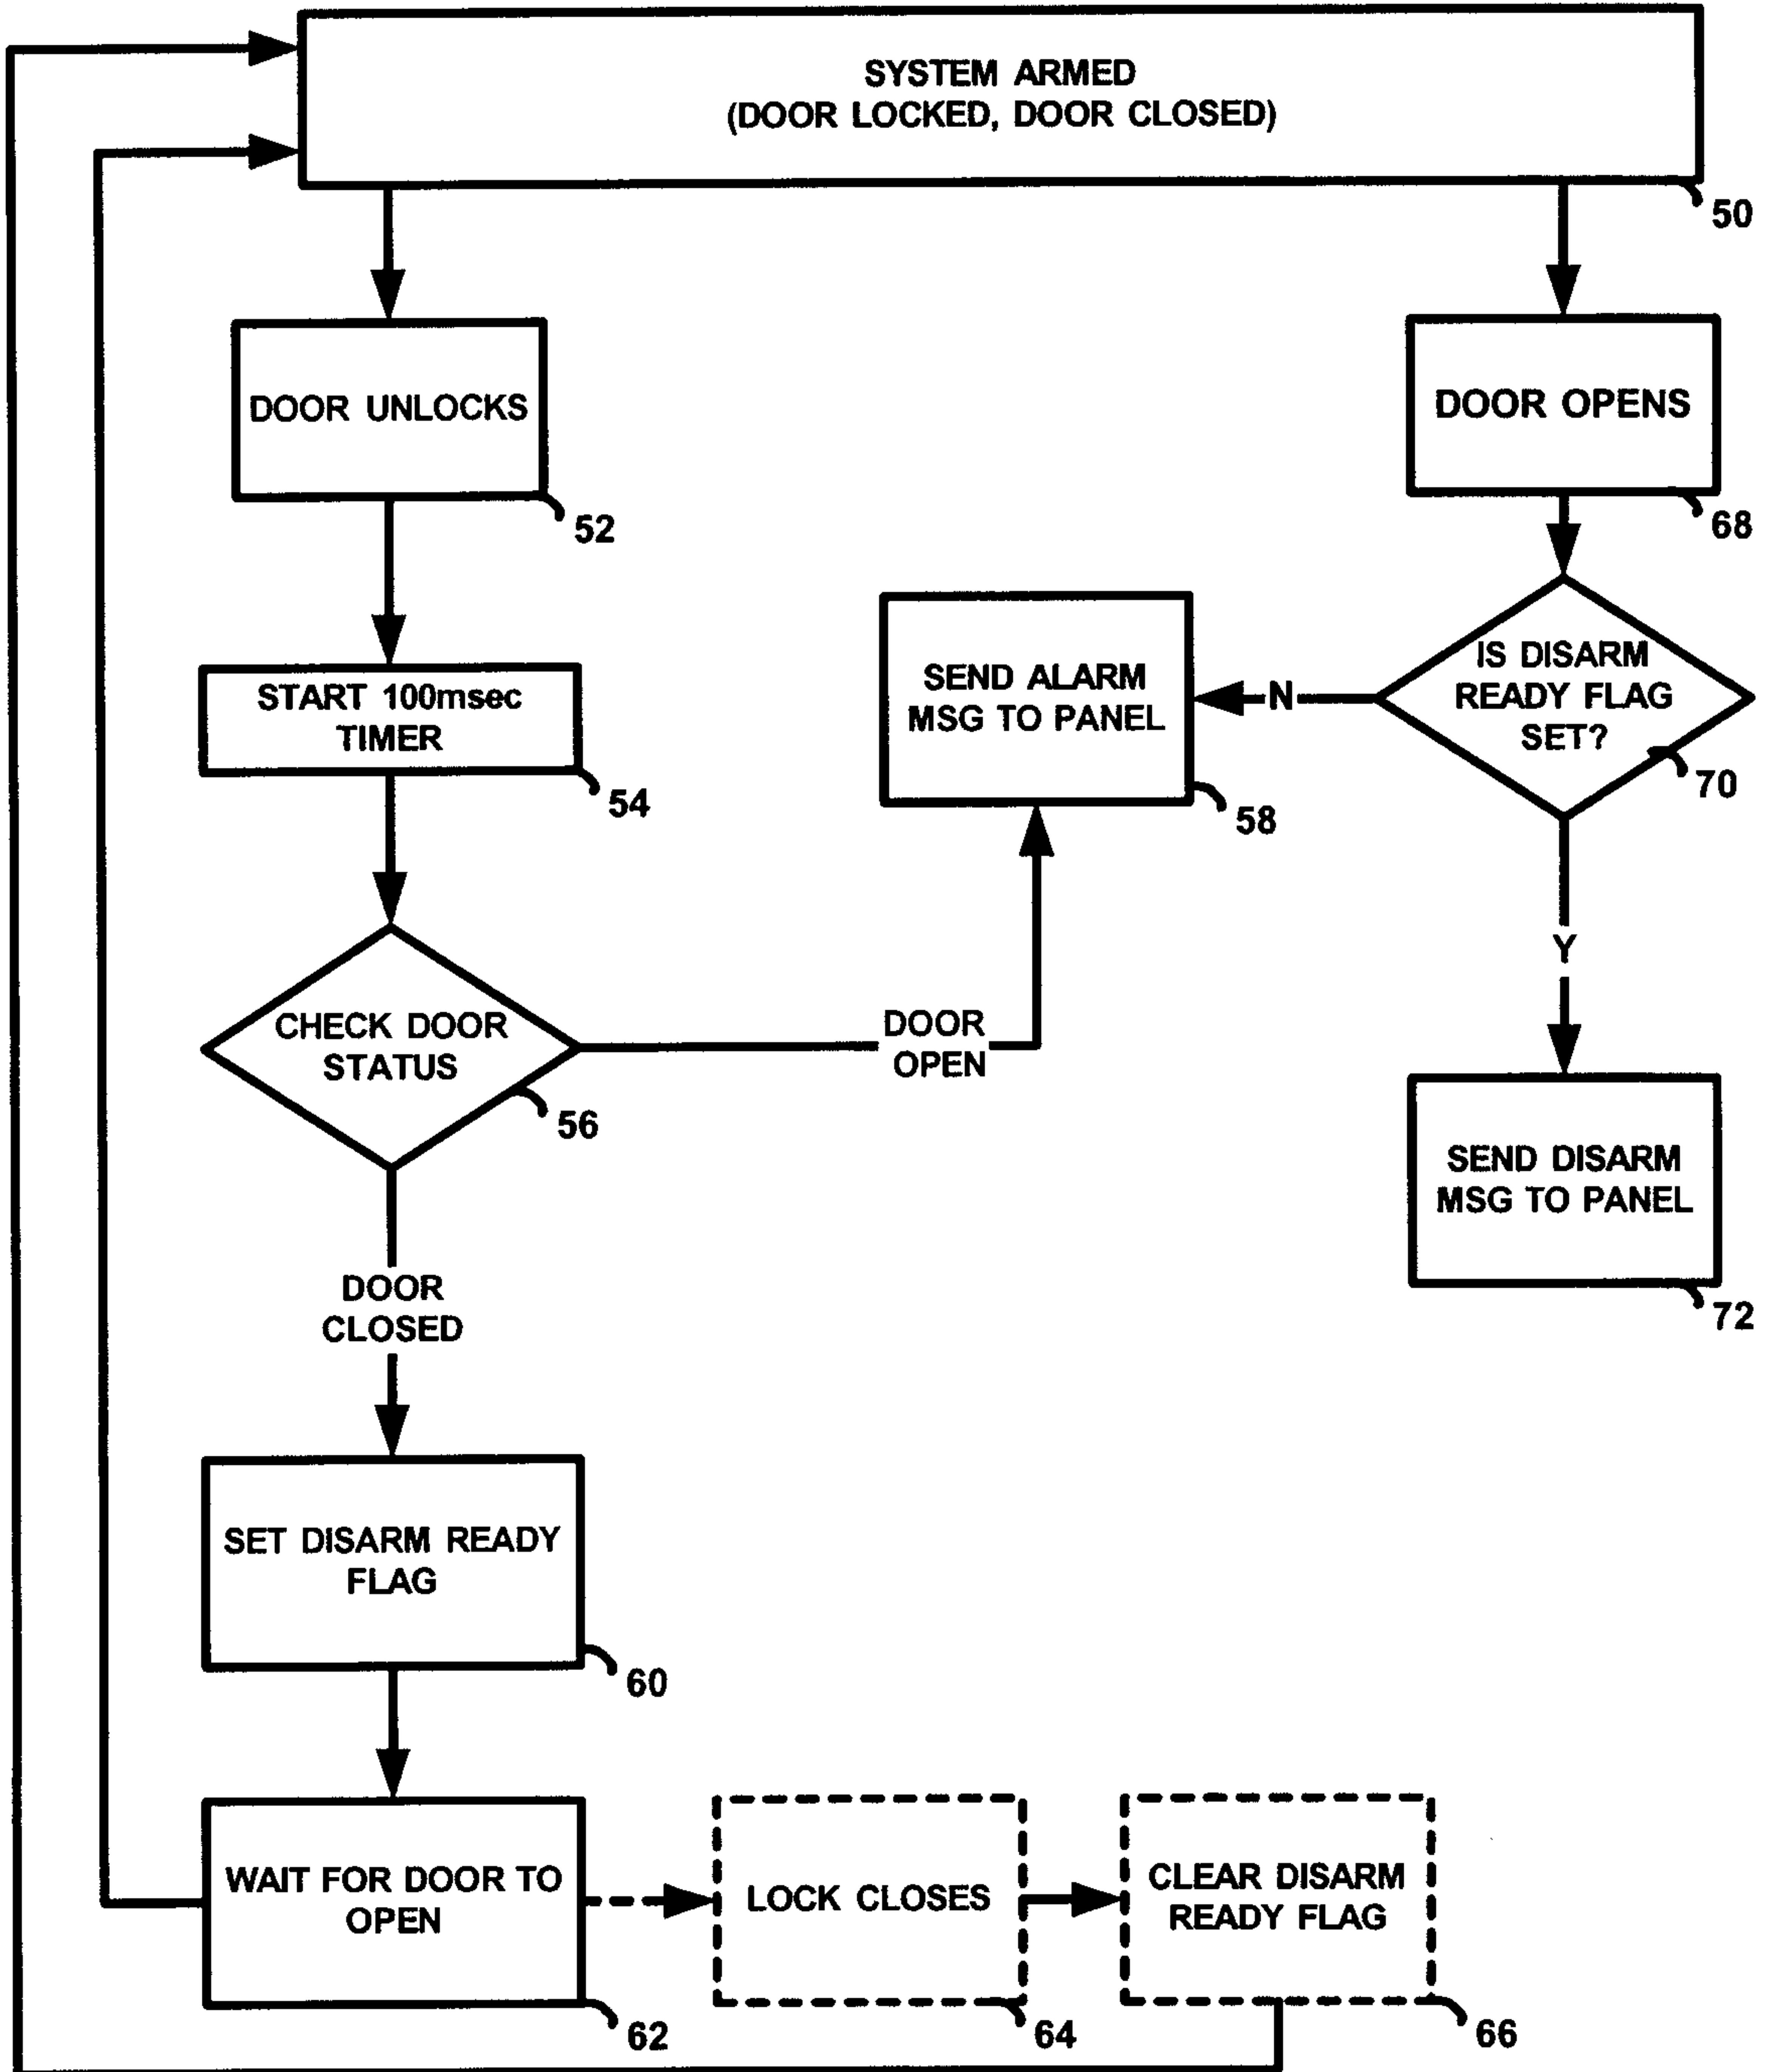 SYSTEM ARMED
(DOOR LOCKED, DOOR CLOSED)
50
DOOR UNLOCKS
52
DOOR OPENS
68
START 100msec
TIMER
54
SEND ALARM
MSG TO PANEL
58
N
IS DISARM
READY FLAG
SET?
70
Y
CHECK DOOR
STATUS
56
DOOR
OPEN
SEND DISARM
MSG TO PANEL
72
DOOR
CLOSED
SET DISARM READY
FLAG
60
WAIT FOR DOOR TO
OPEN
62
LOCK CLOSES
64
CLEAR DISARM
READY FLAG
66